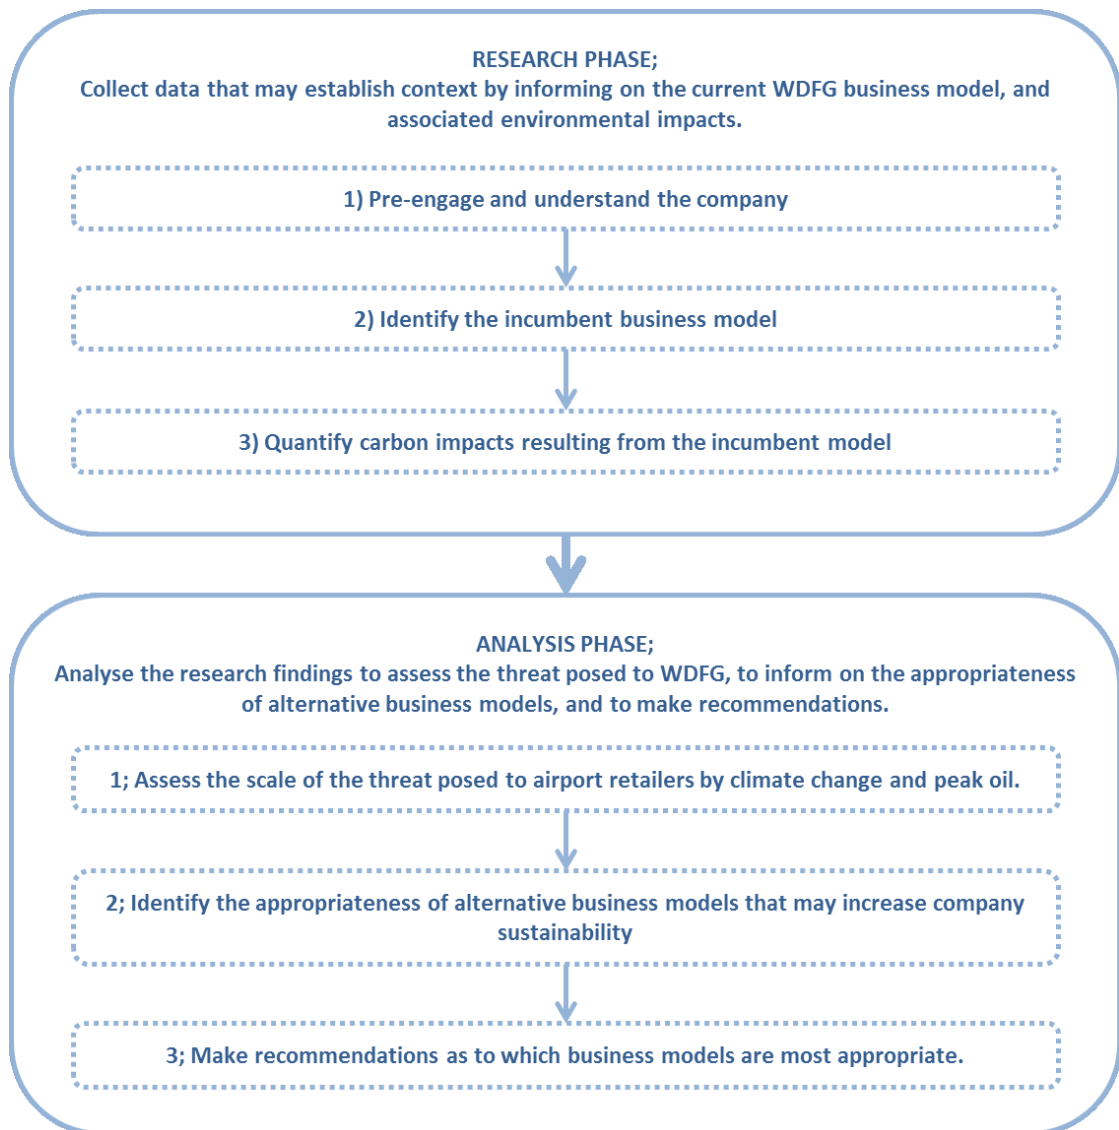 RESEARCH PHASE;
Collect data that may establish context by informing on the current WDFG business model, and
associated environmental impacts.
1) Pre-engage and understand the company
2) Identify the incumbent business model
3) Quantify carbon impacts resulting from the incumbent model
ANALYSIS PHASE;
Analyse the research findings to assess the threat posed to WDFG, to inform on the appropriateness
of alternative business models, and to make recommendations.
1; Assess the scale of the threat posed to airport retailers by climate change and peak oil.
2; Identify the appropriateness of alternative business models that may increase company
sustainability
3; Make recommendations as to which business models are most appropriate.